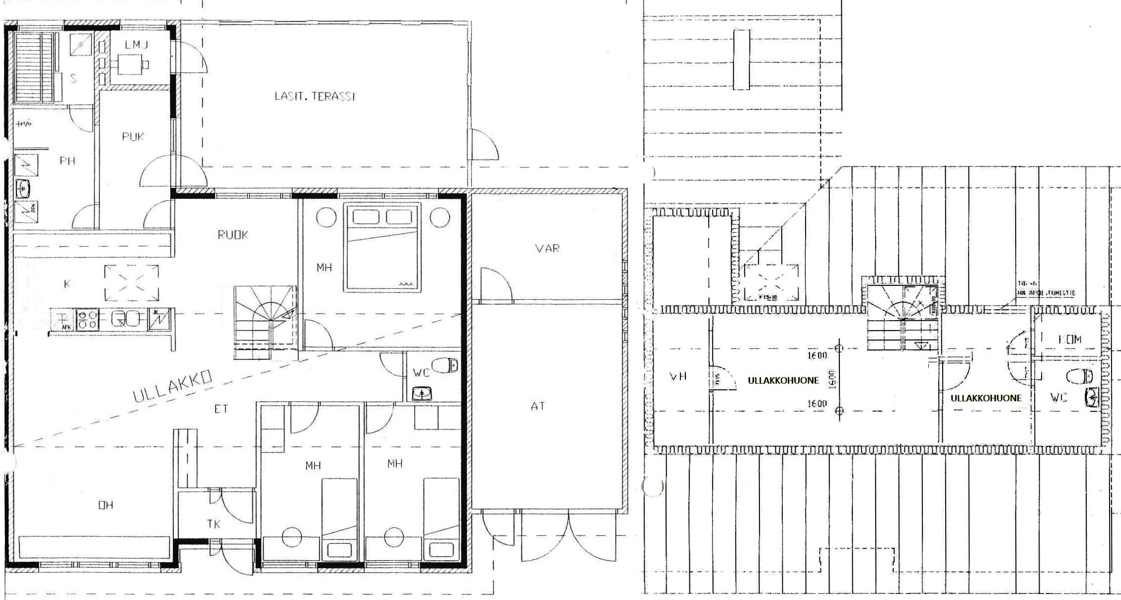 LMJ
S
LASIT. TERASSI
PUK
PH
RUOK
VAR
MH
K
APK
WC
ULLAKKO
ET
AT
MH
MH
OH
TK
VH
1600
1600
1600
ULLAKKOHUONE
ULLAKKOHUONE
KOM
WC